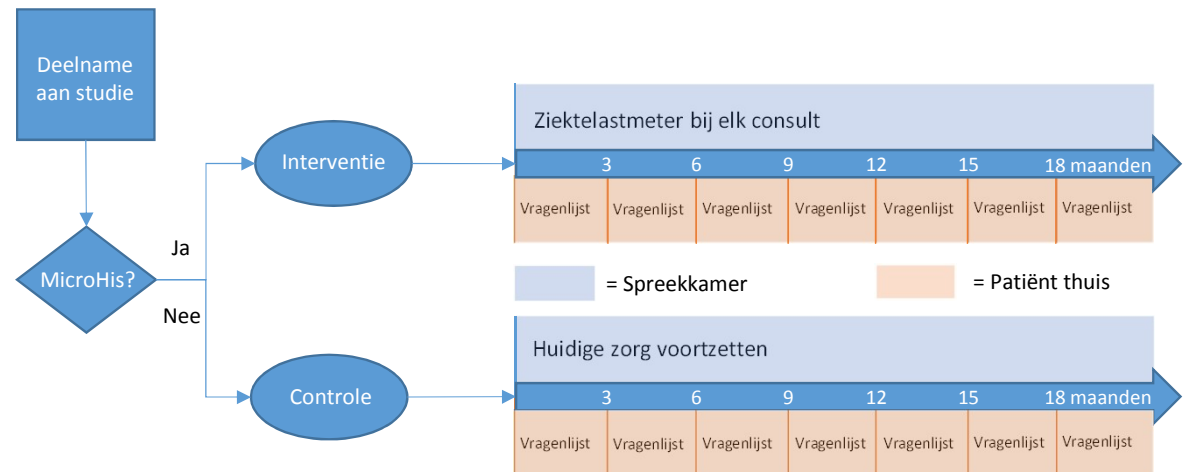 Deelname
aan studie
MicroHis?
Ja
Nee
Interventie
Ziektelastmeter bij elk consult
3 6 9 12 15 18 maanden
Vragenlijst Vragenlijst Vragenlijst Vragenlijst Vragenlijst Vragenlijst Vragenlijst
= Spreekkamer
= Patiënt thuis
Controle
Huidige zorg voortzetten
3 6 9 12 15 18 maanden
Vragenlijst Vragenlijst Vragenlijst Vragenlijst Vragenlijst Vragenlijst Vragenlijst